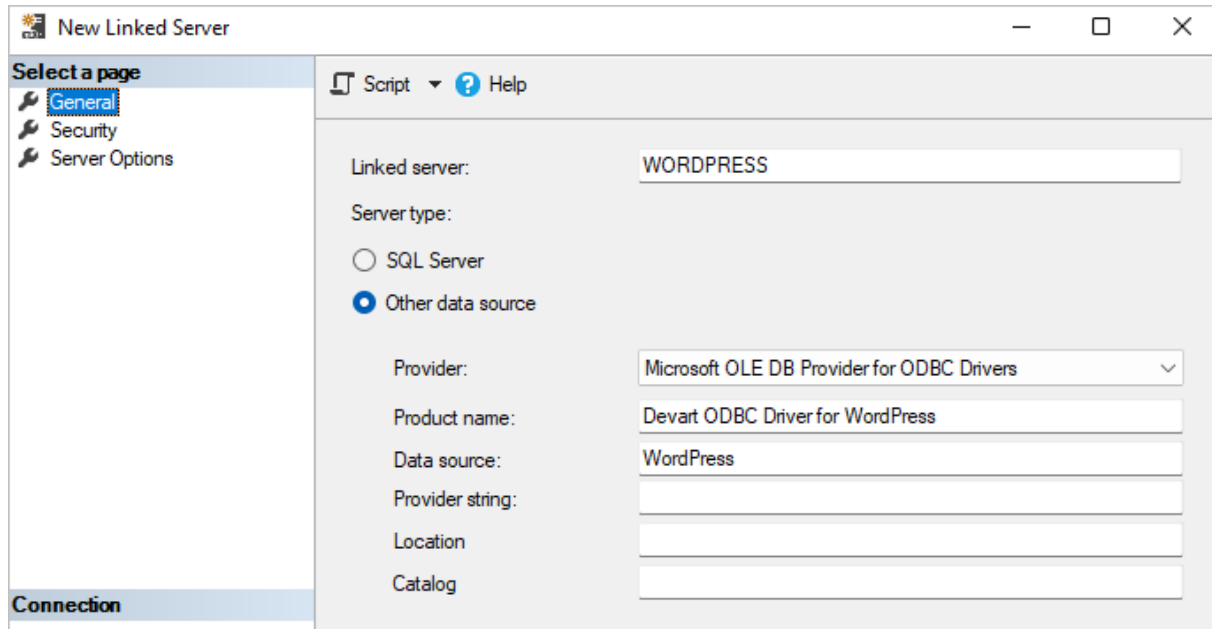 New Linked Server
Select a page
General
Security
Server Options
Connection
Script
Help
Linked server: WORDPRESS
Server type:
SQL Server
Other data source
Provider: Microsoft OLE DB Provider for ODBC Drivers
Product name: Devart ODBC Driver for WordPress
Data source: WordPress
Provider string:
Location
Catalog